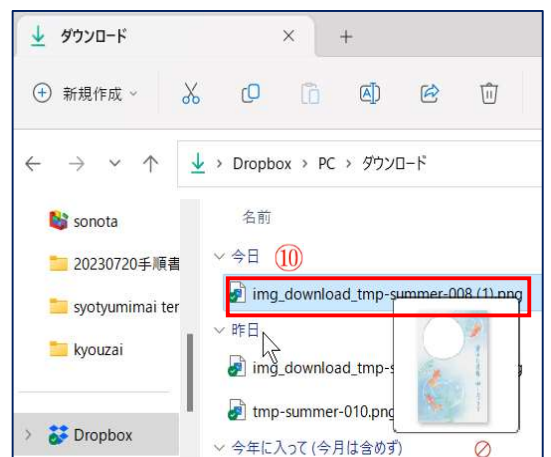 ダウンロード
新規作成
Dropbox > PC > ダウンロード
sonota
20230720手順書
syotyumimai ter
kyouzai
Dropbox
名前
今日 ⑩
img_download_tmp-summer-008 (1).png
昨日
img_download_tmp-s
tmp-summer-010.png
今年に入って (今月は含めず)